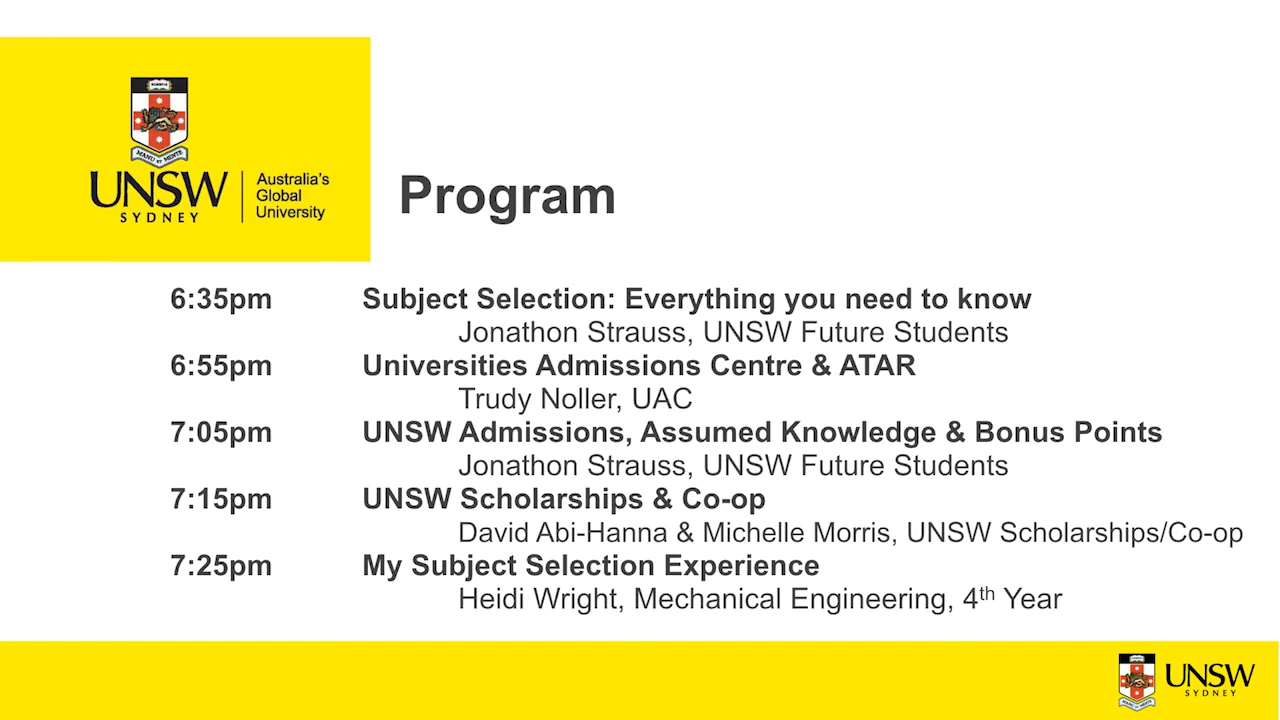 MANU ET MENTE
UNSW
SYDNEY
Australia's
Global
University
Program
6:35pm Subject Selection: Everything you need to know
Jonathon Strauss, UNSW Future Students
6:55pm Universities Admissions Centre & ATAR
Trudy Noller, UAC
7:05pm UNSW Admissions, Assumed Knowledge & Bonus Points
Jonathon Strauss, UNSW Future Students
7:15pm UNSW Scholarships & Co-op
David Abi-Hanna & Michelle Morris, UNSW Scholarships/Co-op
7:25pm My Subject Selection Experience
Heidi Wright, Mechanical Engineering, 4th Year
UNSW
SYDNEY